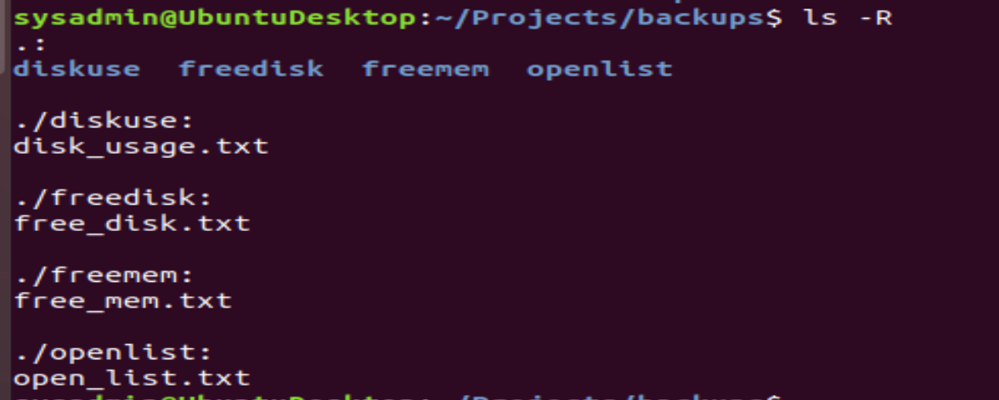 sysadmin@UbuntuDesktop:~/Projects/backups$ ls -R
.:
diskuse  freedisk  freemem  openlist
./diskuse:
disk_usage.txt
./freedisk:
free_disk.txt
./freemem:
free_mem.txt
./openlist:
open_list.txt
sysadmin@UbuntuDesktop:~/Projects/backups$